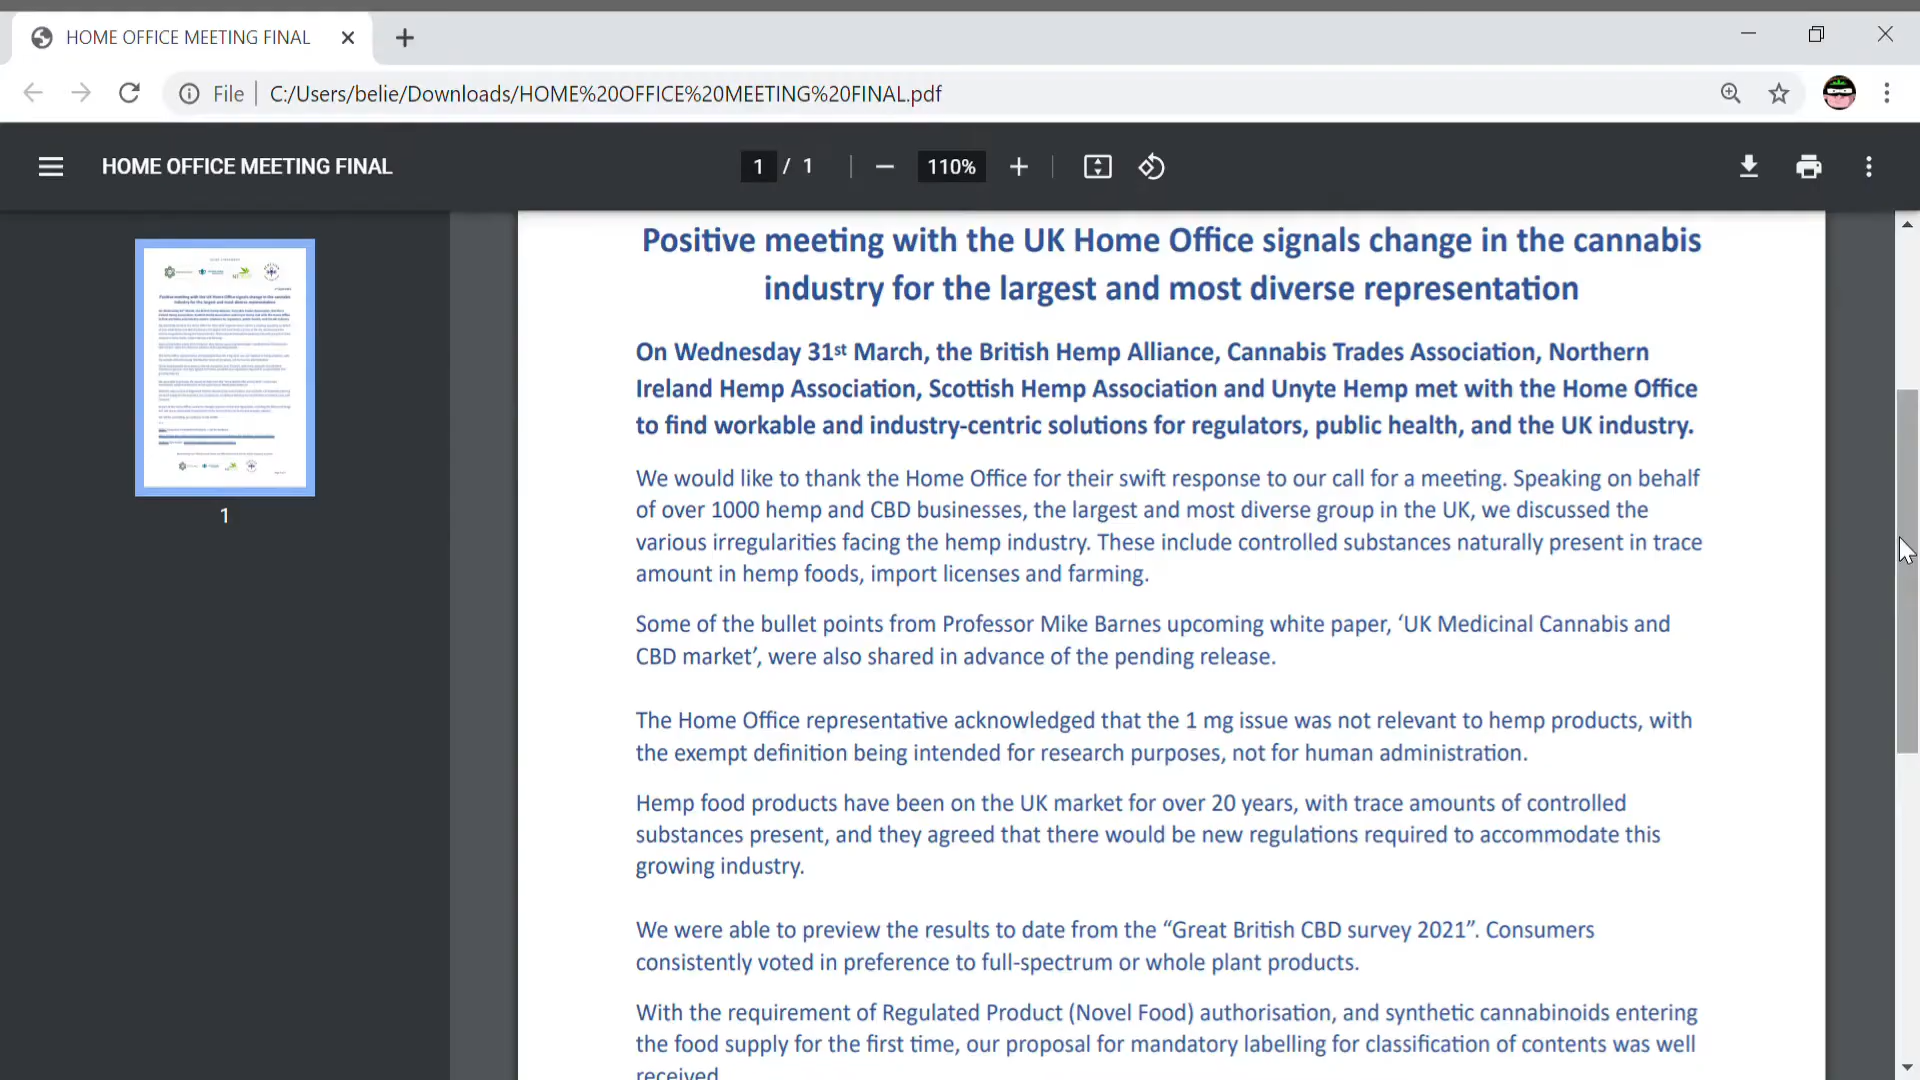 HOME OFFICE MEETING FINAL
File
C:/Users/belie/Downloads/HOME%20OFFICE%20MEETING%20FINAL.pdf
HOME OFFICE MEETING FINAL
1 / 1
110%
1
Positive meeting with the UK Home Office signals change in the cannabis
industry for the largest and most diverse representation
On Wednesday 31st March, the British Hemp Alliance, Cannabis Trades Association, Northern
Ireland Hemp Association, Scottish Hemp Association and Unyte Hemp met with the Home Office
to find workable and industry-centric solutions for regulators, public health, and the UK industry.
We would like to thank the Home Office for their swift response to our call for a meeting. Speaking on behalf
of over 1000 hemp and CBD businesses, the largest and most diverse group in the UK, we discussed the
various irregularities facing the hemp industry. These include controlled substances naturally present in trace
amount in hemp foods, import licenses and farming.
Some of the bullet points from Professor Mike Barnes upcoming white paper, ‘UK Medicinal Cannabis and
CBD market’, were also shared in advance of the pending release.
The Home Office representative acknowledged that the 1 mg issue was not relevant to hemp products, with
the exempt definition being intended for research purposes, not for human administration.
Hemp food products have been on the UK market for over 20 years, with trace amounts of controlled
substances present, and they agreed that there would be new regulations required to accommodate this
growing industry.
We were able to preview the results to date from the “Great British CBD survey 2021”. Consumers
consistently voted in preference to full-spectrum or whole plant products.
With the requirement of Regulated Product (Novel Food) authorisation, and synthetic cannabinoids entering
the food supply for the first time, our proposal for mandatory labelling for classification of contents was well
received